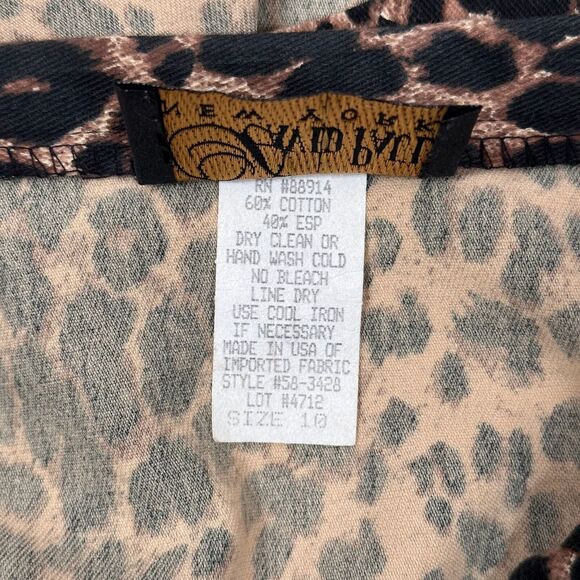 NEW YORK
RN #88914
60% COTTON
40% ESP
DRY CLEAN OR
HAND WASH COLD
NO BLEACH
LINE DRY
USE COOL IRON
IF NECESSARY
MADE IN USA OF
IMPORTED FABRIC
STYLE #58-3428
LOT #4712
SIZE 10